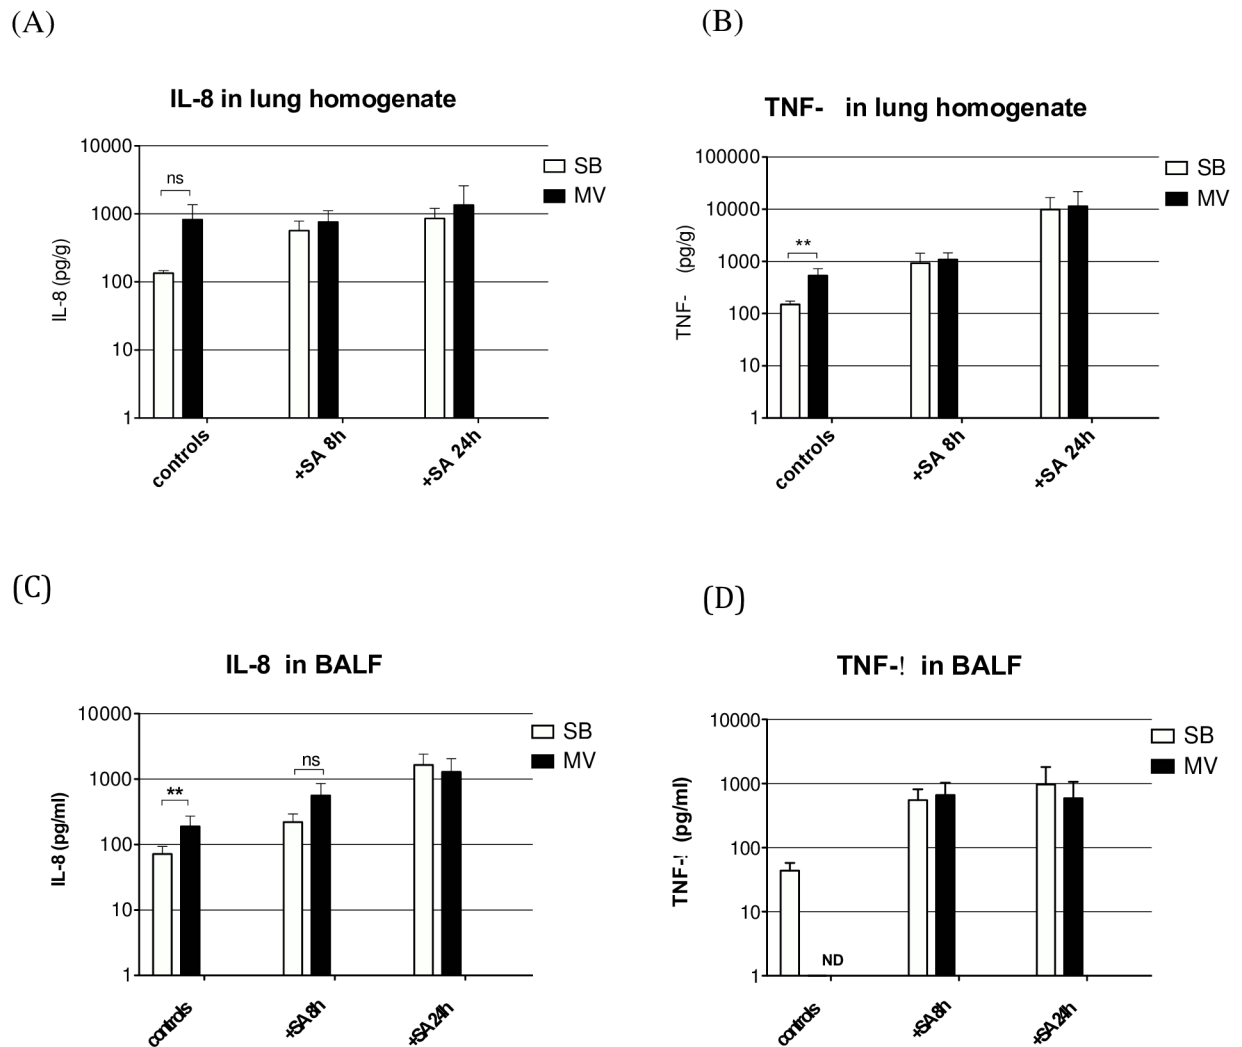 (A)
IL-8 in lung homogenate
10000
1000
100
10
1
IL-8 (pg/g)
ns
SB
MV
controls
+SA 8h
+SA 24h
(B)
TNF- in lung homogenate
100000
10000
1000
100
10
1
TNF- (pg/g)
**
SB
MV
controls
+SA 8h
+SA 24h
(C)
IL-8 in BALF
10000
1000
100
10
1
IL-8 (pg/ml)
**
ns
SB
MV
controls
+SA 8h
+SA 24h
(D)
TNF-! in BALF
10000
1000
100
10
1
TNF-! (pg/ml)
ND
SB
MV
controls
+SA 8h
+SA 24h